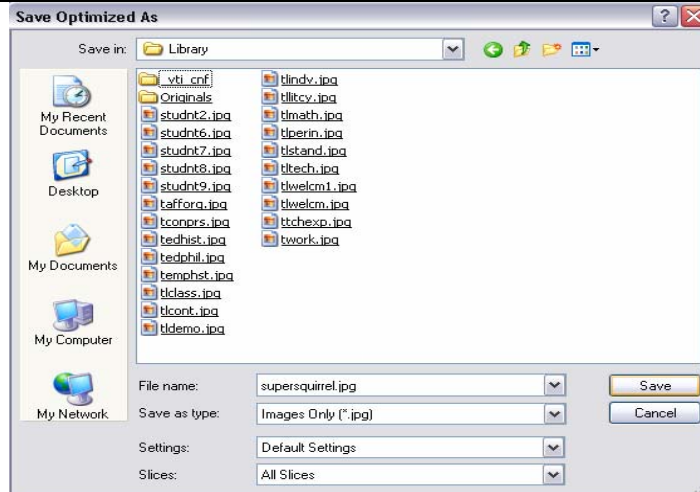 Save Optimized As
Save in: Library
My Recent Documents
Desktop
My Documents
My Computer
My Network
_vti_cnf
Originals
studnt2.jpg
studnt6.jpg
studnt7.jpg
studnt8.jpg
studnt9.jpg
tafforg.jpg
tconprs.jpg
tedhist.jpg
tedphil.jpg
temphst.jpg
tlclass.jpg
tlcont.jpg
tldemo.jpg
tlindv.jpg
tllitcy.jpg
tlmath.jpg
tlperin.jpg
tlstand.jpg
tltech.jpg
tlwelcm1.jpg
tlwelcm.jpg
ttchexp.jpg
twork.jpg
File name: supersquirrel.jpg Save
Save as type: Images Only (*.jpg) Cancel
Settings: Default Settings
Slices: All Slices